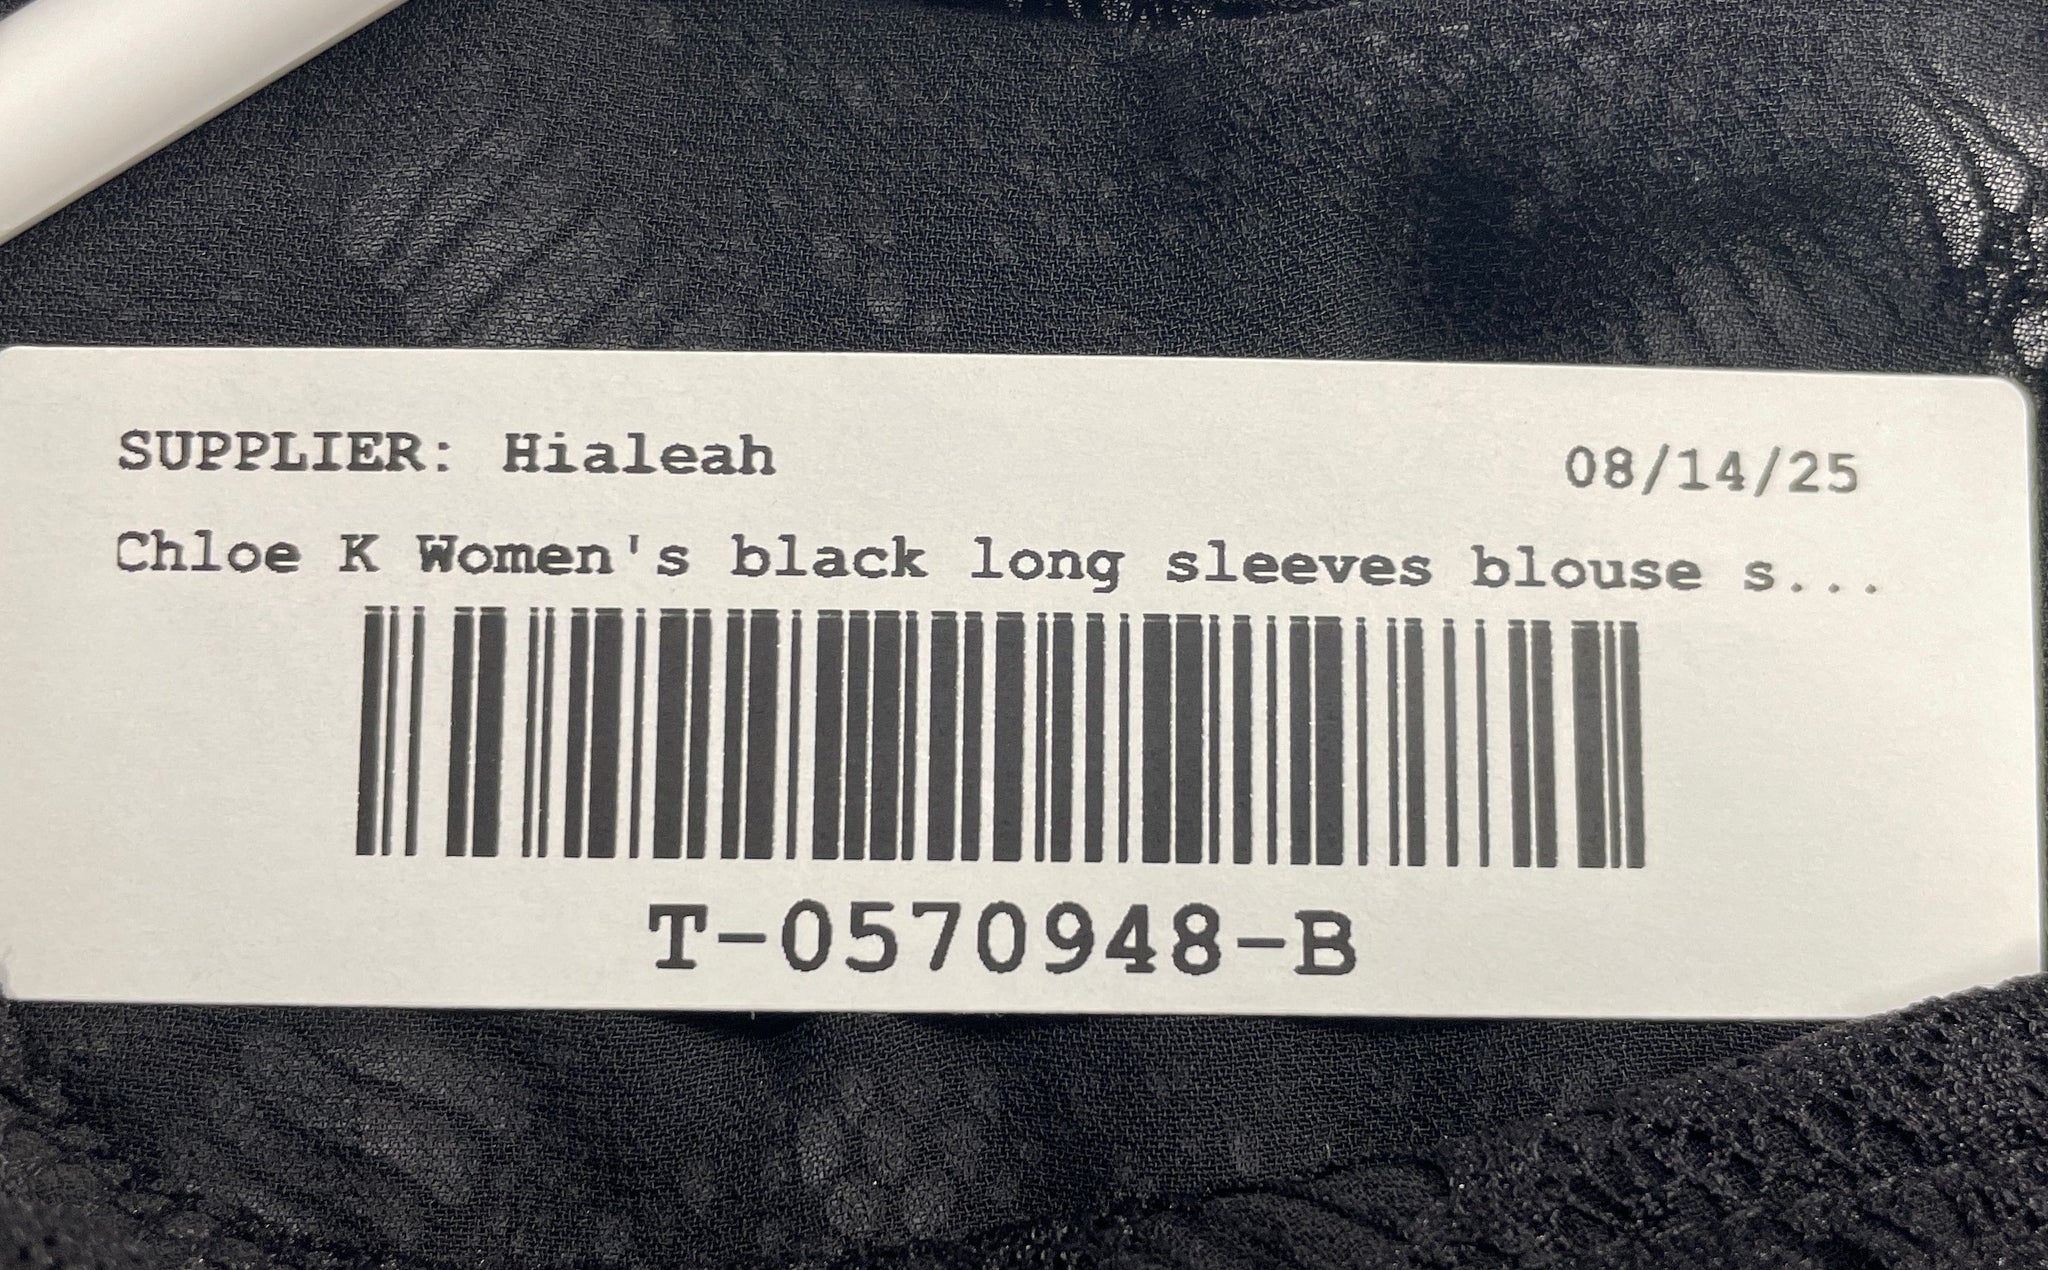 SUPPLIER: Hialeah 08/14/25
Chloe K Women's black long sleeves blouse s...
T-0570948-B